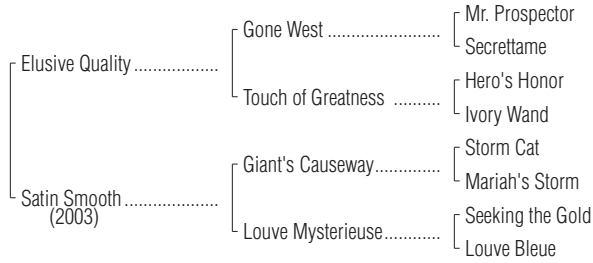 Mr. Prospector
Gone West ........................
Secrettame
Elusive Quality ..................
Hero's Honor
Touch of Greatness ..........
Ivory Wand
Storm Cat
Giant's Causeway..............
Mariah's Storm
Satin Smooth ....................
(2003)
Seeking the Gold
Louve Mysterieuse............
Louve Bleue